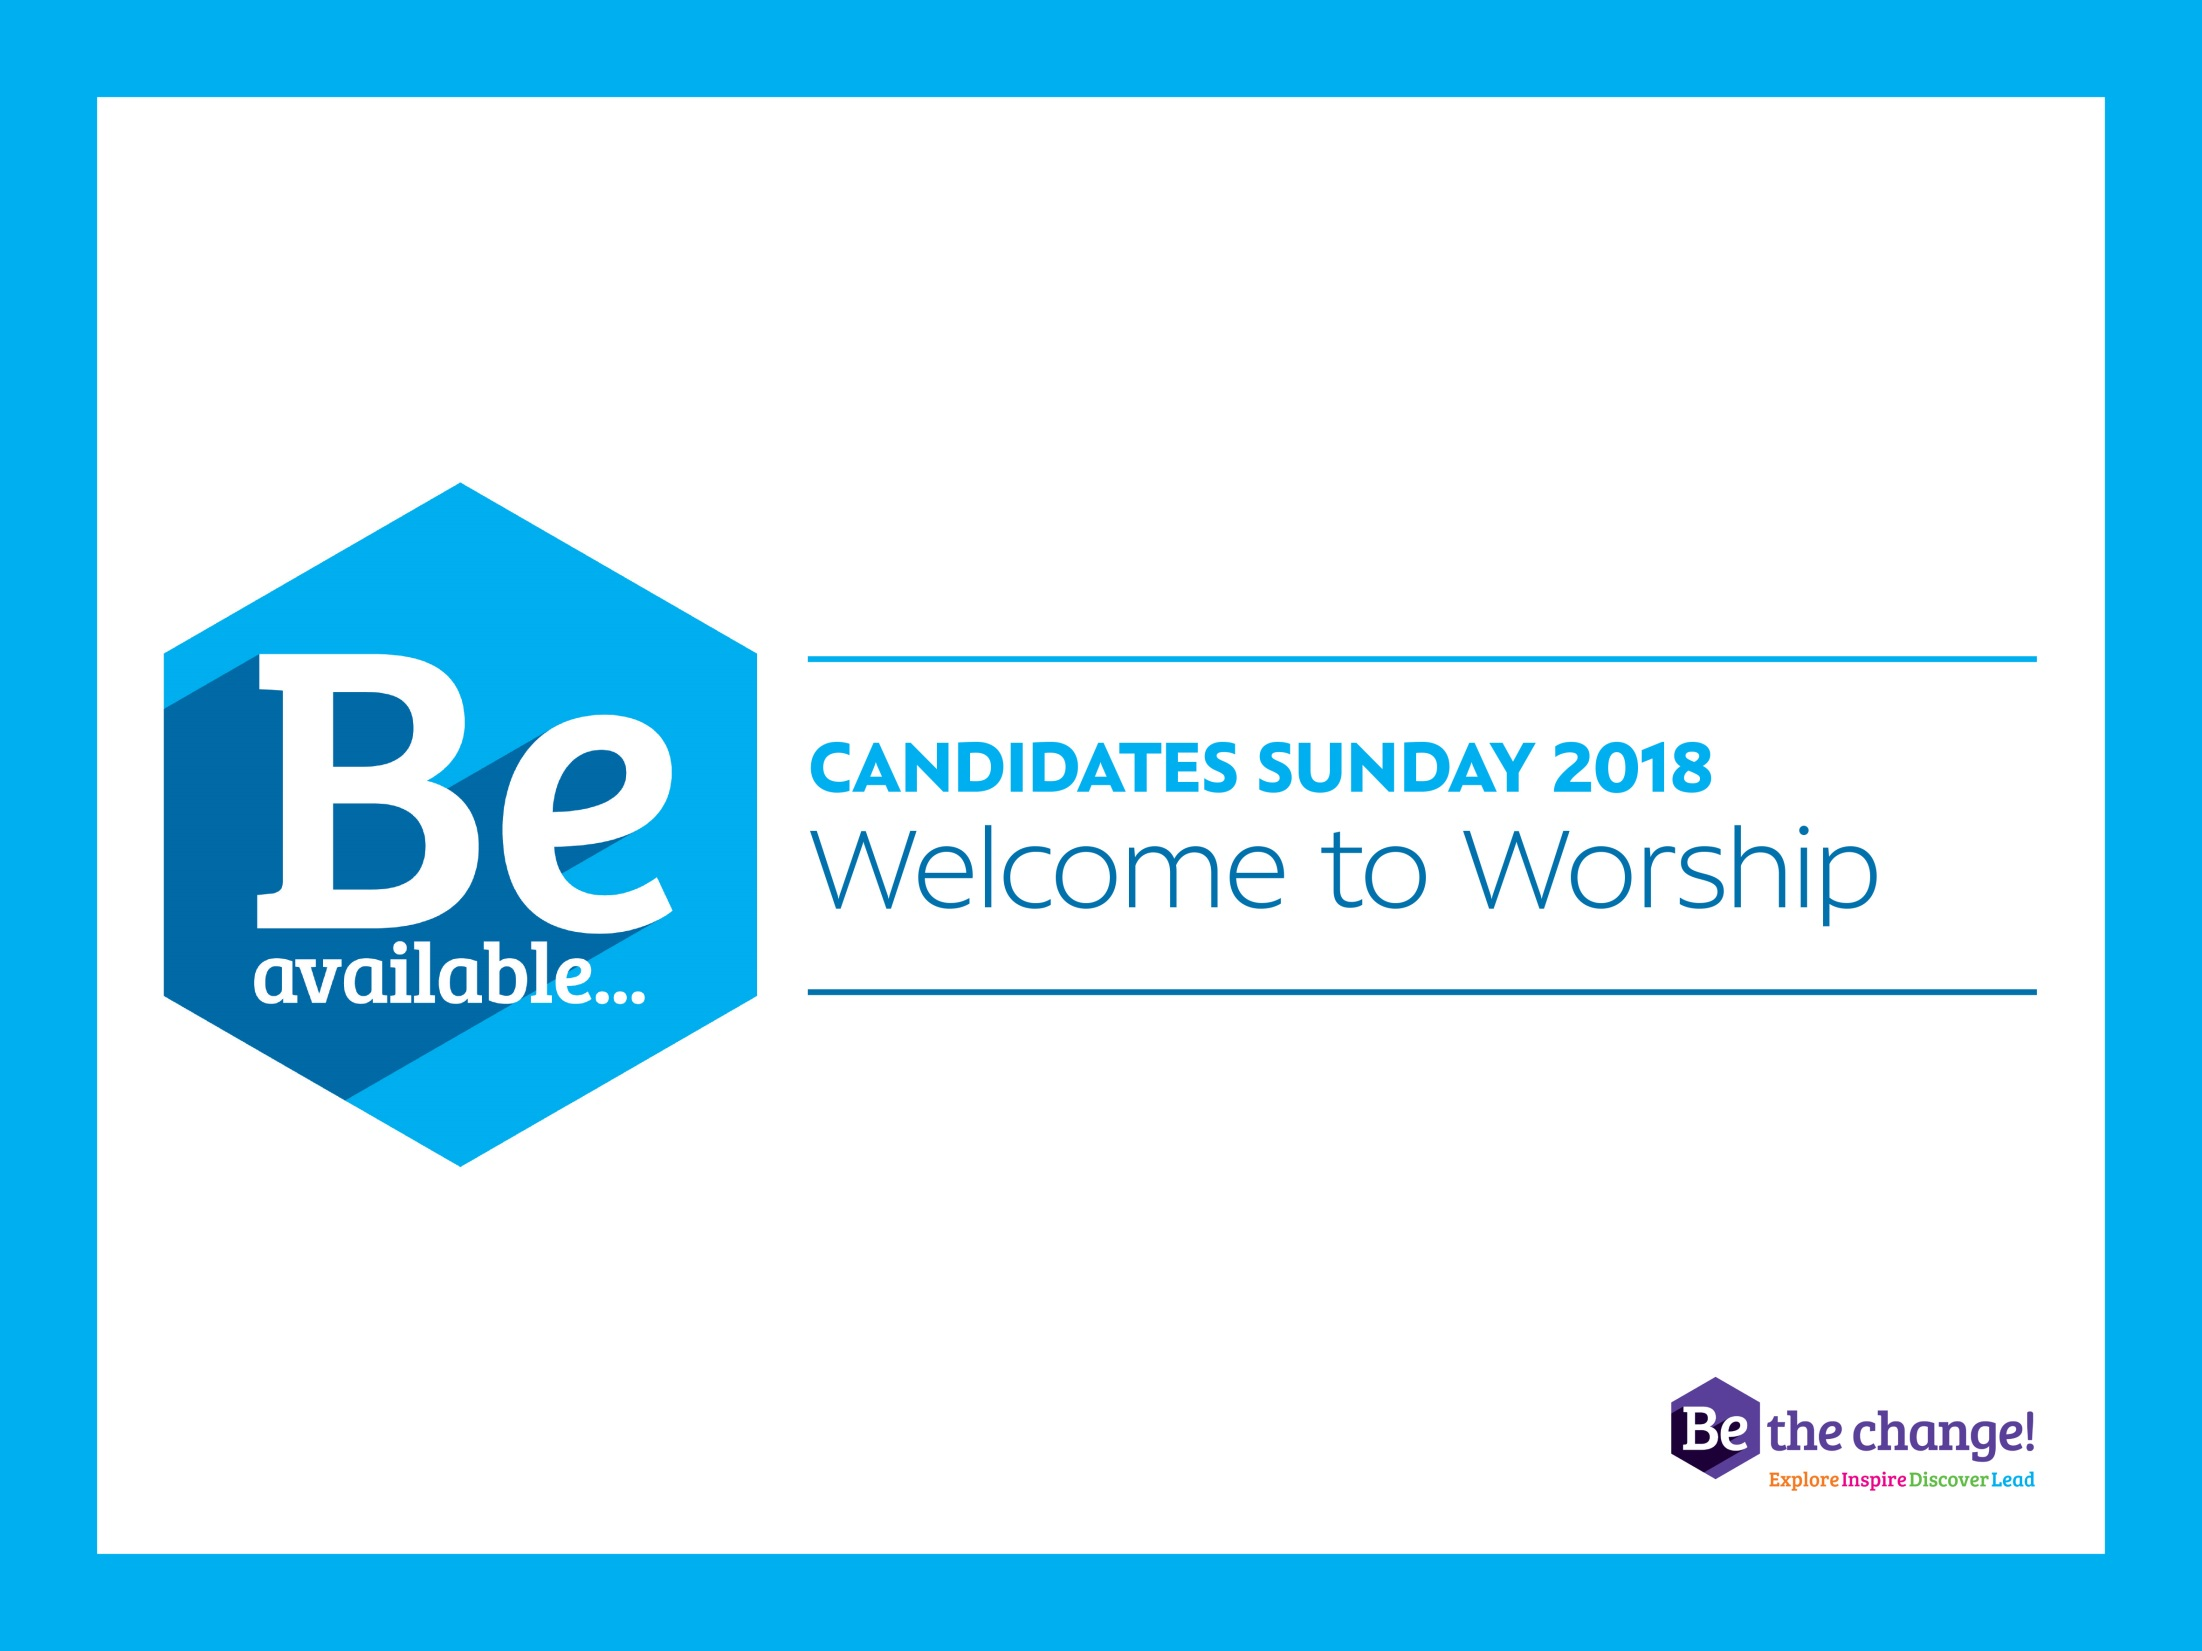 Be
available...
CANDIDATES SUNDAY 2018
Welcome to Worship
Be the change!
Explore Inspire Discover Lead